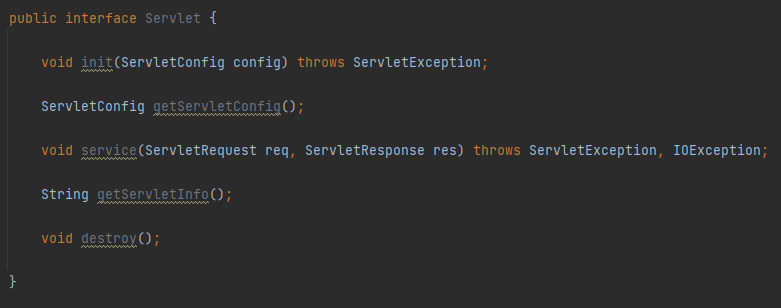 public interface Servlet {
void init(ServletConfig config) throws ServletException;
ServletConfig getServletConfig();
void service(ServletRequest req, ServletResponse res) throws ServletException, IOException;
String getServletInfo();
void destroy();
}